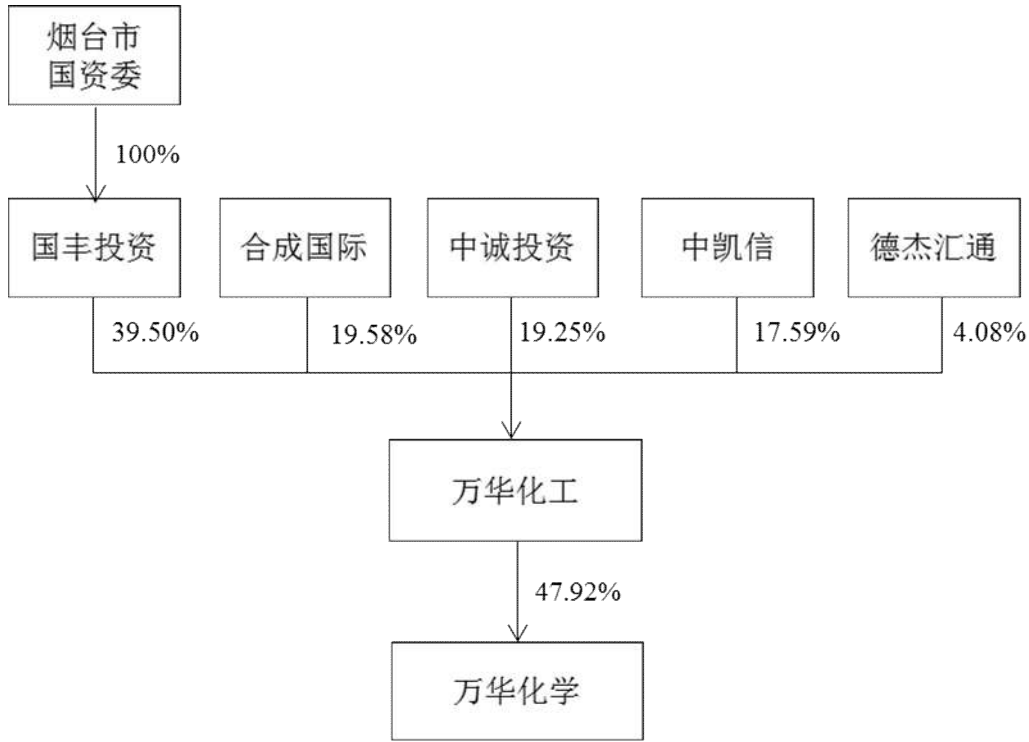 烟台市
国资委
100%
国丰投资
合成国际
中诚投资
中凯信
德杰汇通
39.50%
19.58%
19.25%
17.59%
4.08%
万华化工
47.92%
万华化学